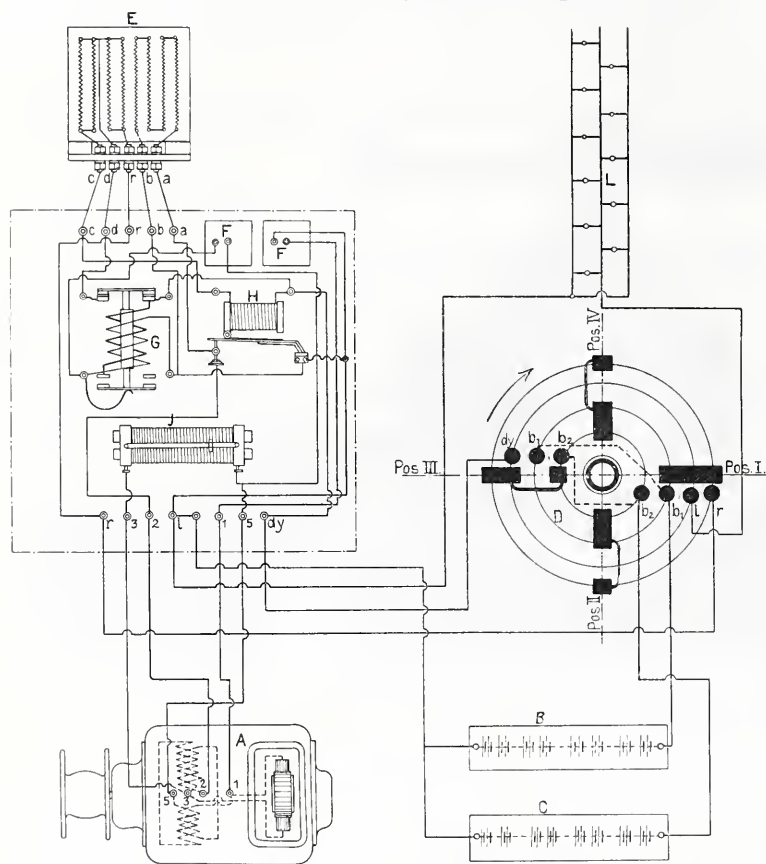 E
c d r b a
c d r b a
F F
H
G
J
r 3 2 l 1 5 dy
L
Pos. IV
dy b₁ b₂
Pos III.
Pos. I.
D
b₂ b₁ l r
Pos II
A
5 3 2 1
B
C